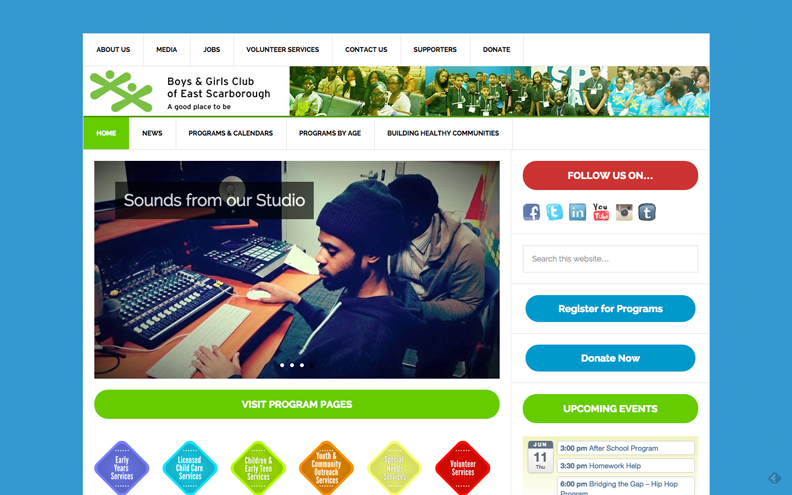 ABOUT US MEDIA JOBS VOLUNTEER SERVICES CONTACT US SUPPORTERS DONATE
Boys & Girls Club
of East Scarborough
A good place to be
HOME NEWS PROGRAMS & CALENDARS PROGRAMS BY AGE BUILDING HEALTHY COMMUNITIES
Sounds from our Studio
VISIT PROGRAM PAGES
Early
Years
Services
Licensed
Child Care
Services
Children &
Early Teen
Services
Youth &
Community
Outreach
Services
Special
Needs
Services
Volunteer
Services
FOLLOW US ON...
You
Tube
Search this website...
Register for Programs
Donate Now
UPCOMING EVENTS
JUN
11
Thu
3:00 pm After School Program
3:30 pm Homework Help
6:00 pm Bridging the Gap – Hip Hop
Program